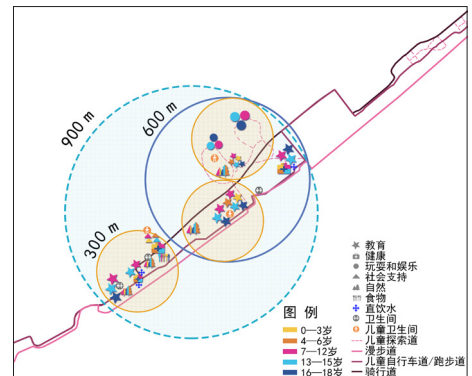 900 m
600 m
300 m
教育
健康
玩耍和娱乐
社会支持
自然
食物
直饮水
卫生间
儿童卫生间
儿童探索道
漫步道
儿童自行车道/跑步道
骑行道
图 例
0—3岁
4—6岁
7—12岁
13—15岁
16—18岁